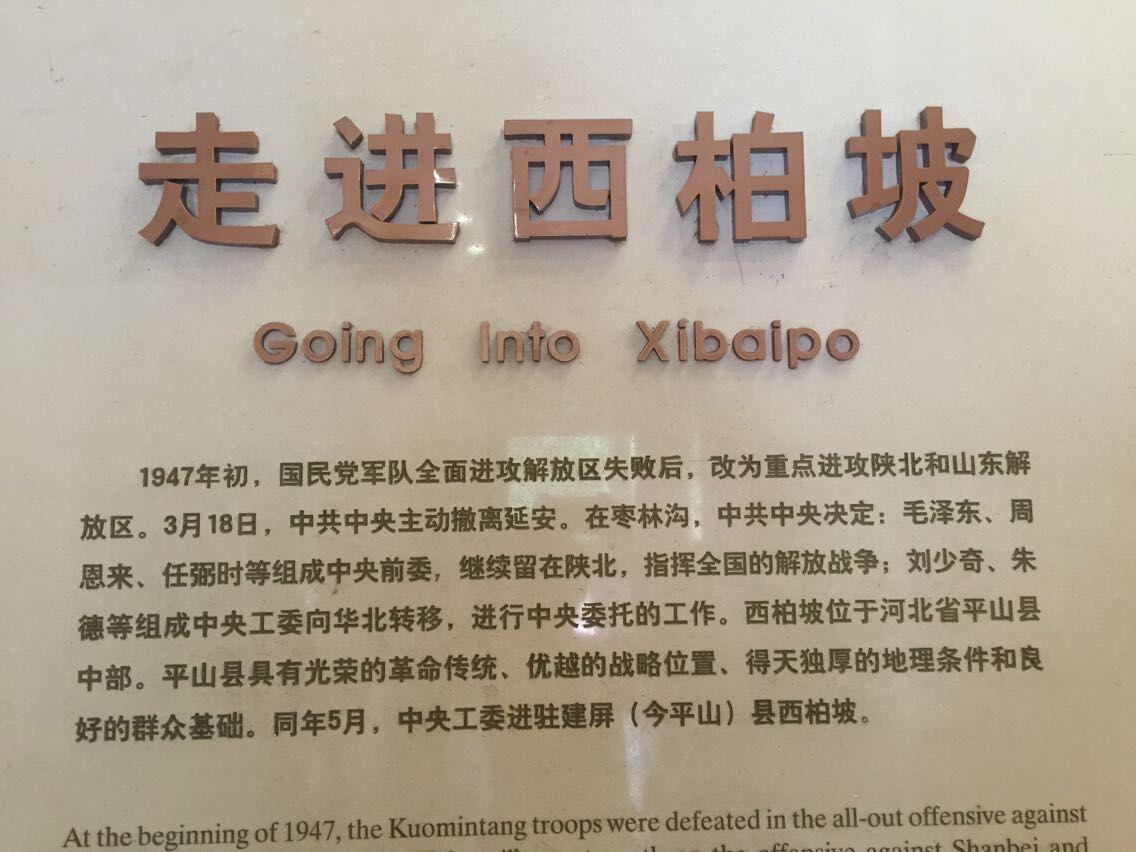 走进西柏坡
Going Into Xibaipo
1947年初，国民党军队全面进攻解放区失败后，改为重点进攻陕北和山东解
放区。3月18日，中共中央主动撤离延安。在枣林沟，中共中央决定：毛泽东、周
恩来、任弼时等组成中央前委，继续留在陕北，指挥全国的解放战争；刘少奇、朱
德等组成中央工委向华北转移，进行中央委托的工作。西柏坡位于河北省平山县
中部。平山县具有光荣的革命传统、优越的战略位置、得天独厚的地理条件和良
好的群众基础。同年5月，中央工委进驻建屏（今平山）县西柏坡。
At the beginning of 1947, the Kuomintang troops were defeated in the all-out offensive against
the offensive against Shanbei and